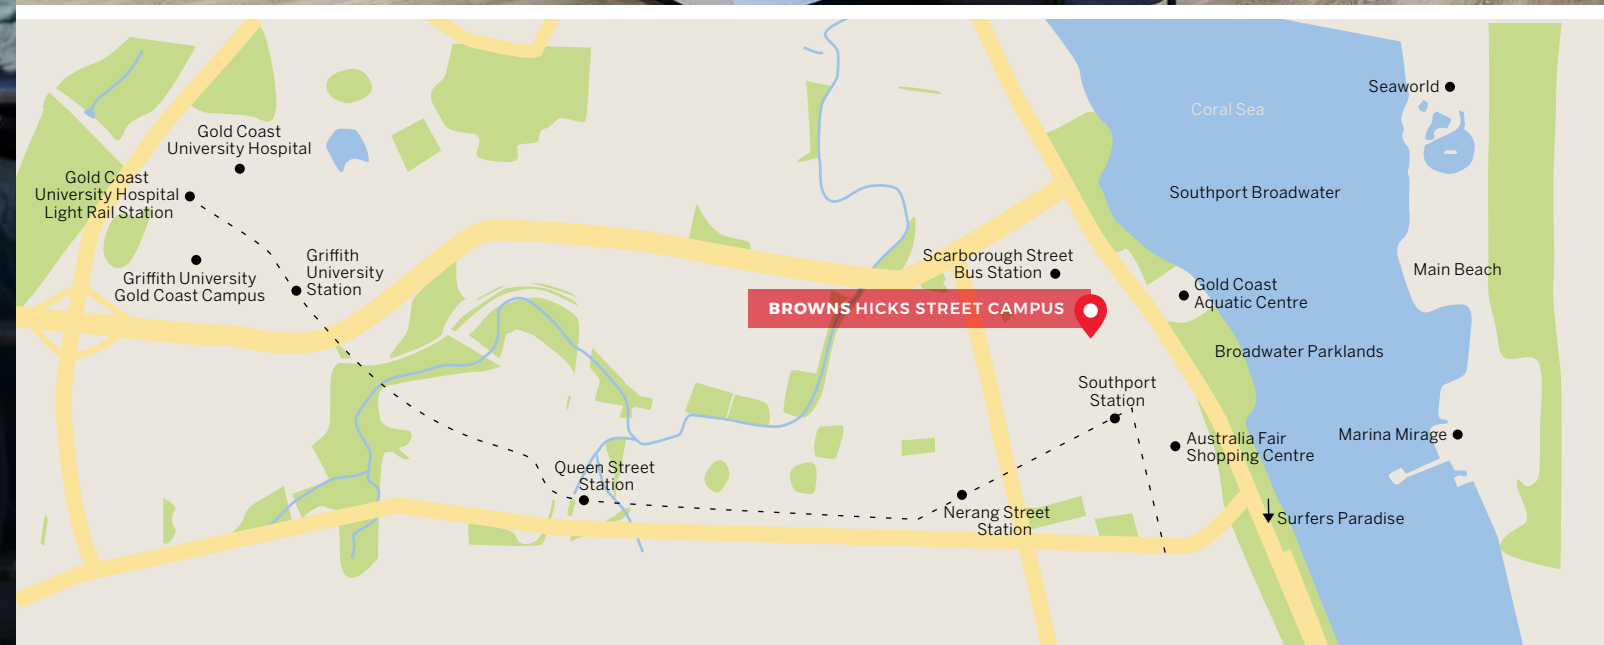 Seaworld
Coral Sea
Gold Coast
University Hospital
Gold Coast
University Hospital
Light Rail Station
Southport Broadwater
Griffith
University
Station
Scarborough Street
Bus Station
Main Beach
Griffith University
Gold Coast Campus
Gold Coast
Aquatic Centre
BROWNS HICKS STREET CAMPUS
Broadwater Parklands
Southport
Station
Australia Fair
Shopping Centre
Marina Mirage
Queen Street
Station
Nerang Street
Station
Surfers Paradise